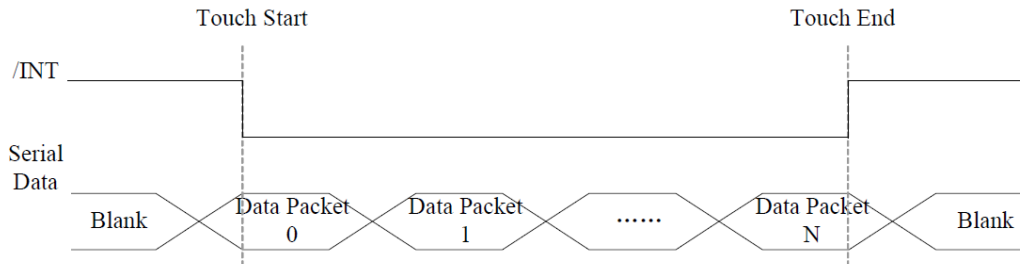 Touch Start
Touch End
/INT
Serial
Data
Blank
Data Packet
0
Data Packet
1
......
Data Packet
N
Blank